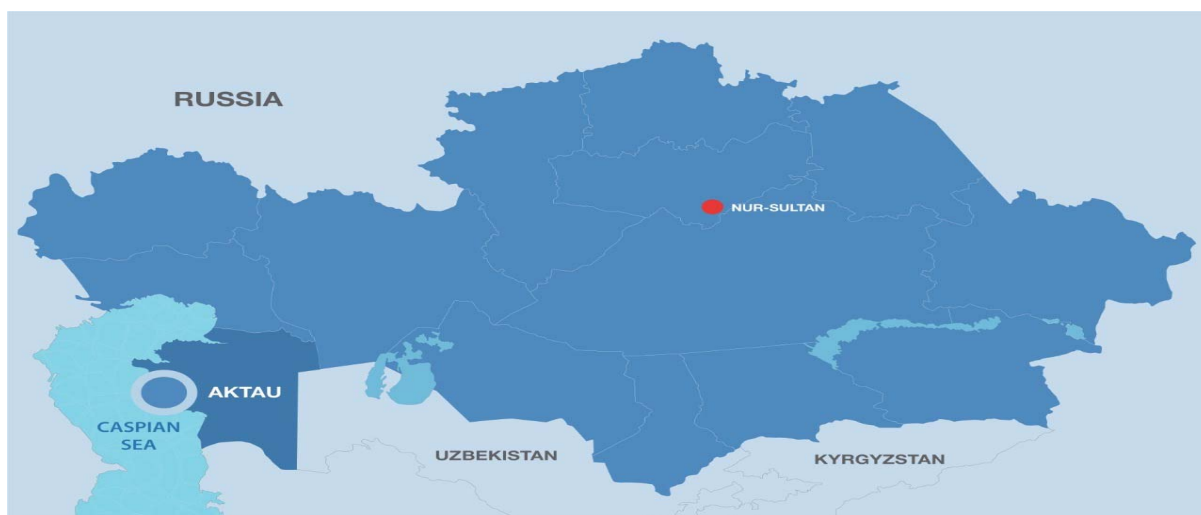 RUSSIA
NUR-SULTAN
AKTAU
CASPIAN
SEA
UZBEKISTAN
KYRGYZSTAN